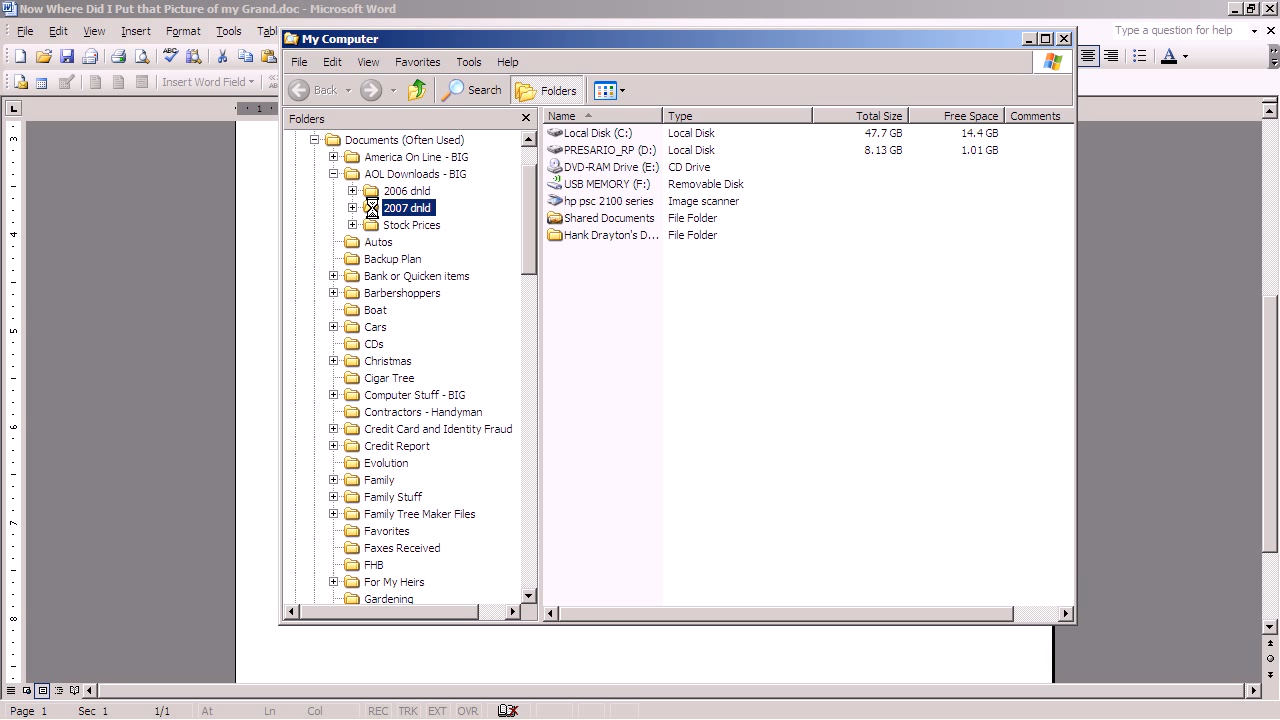 Now Where Did I Put that Picture of my Grand.doc - Microsoft Word
File Edit View Insert Format Tools
Type a question for help
Insert Word Field
My Computer
File Edit View Favorites Tools Help
Back Search Folders
Folders
Documents (Often Used)
America On Line - BIG
AOL Downloads - BIG
2006 dnld
2007 dnld
Stock Prices
Autos
Backup Plan
Bank or Quicken items
Barbershoppers
Boat
Cars
CDs
Christmas
Cigar Tree
Computer Stuff - BIG
Contractors - Handyman
Credit Card and Identity Fraud
Credit Report
Evolution
Family
Family Stuff
Family Tree Maker Files
Favorites
Faxes Received
FHB
For My Heirs
Gardening
Name Type Total Size Free Space Comments
Local Disk (C:) Local Disk 47.7 GB 14.4 GB
PRESARIO_RP (D:) Local Disk 8.13 GB 1.01 GB
DVD-RAM Drive (E:) CD Drive
USB MEMORY (F:) Removable Disk
hp psc 2100 series Image scanner
Shared Documents File Folder
Hank Drayton's D... File Folder
1
3
4
5
6
7
8
Page 1 Sec 1 1/1 At Ln Col REC TRK EXT OVR